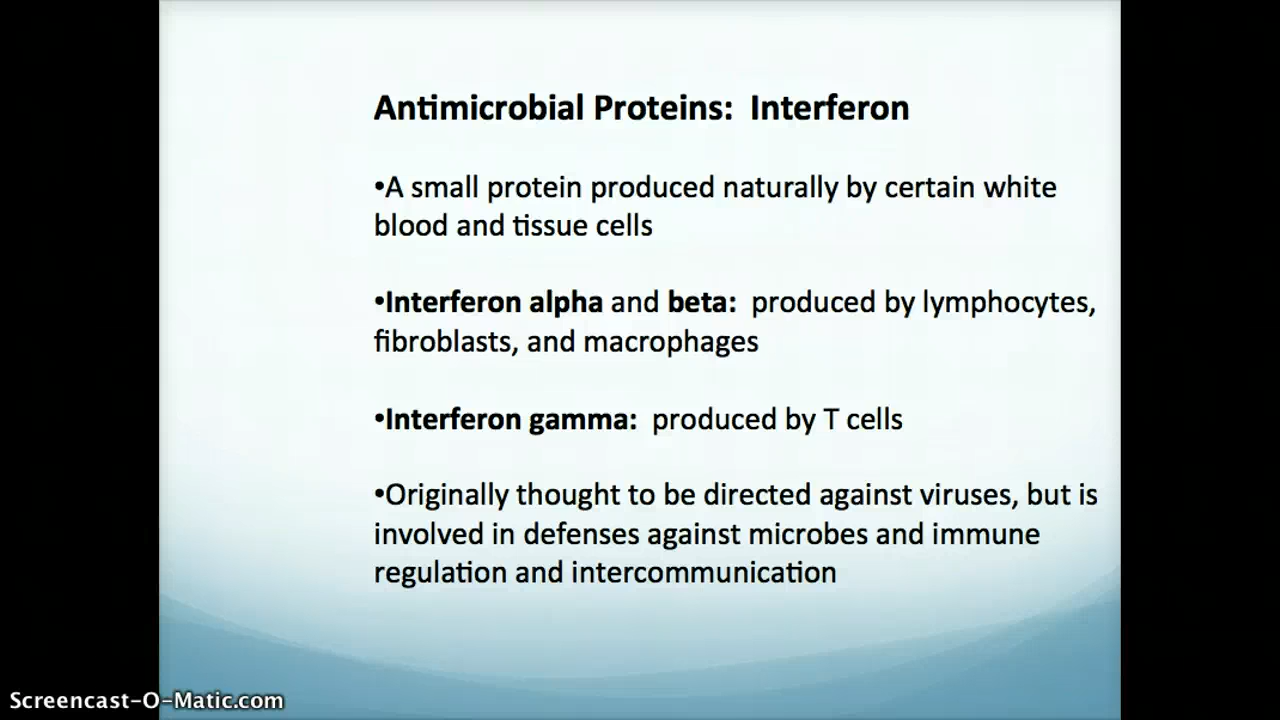 Antimicrobial Proteins:  Interferon
•A small protein produced naturally by certain white
blood and tissue cells
•Interferon alpha and beta:  produced by lymphocytes,
fibroblasts, and macrophages
•Interferon gamma:  produced by T cells
•Originally thought to be directed against viruses, but is
involved in defenses against microbes and immune
regulation and intercommunication
Screencast-O-Matic.com